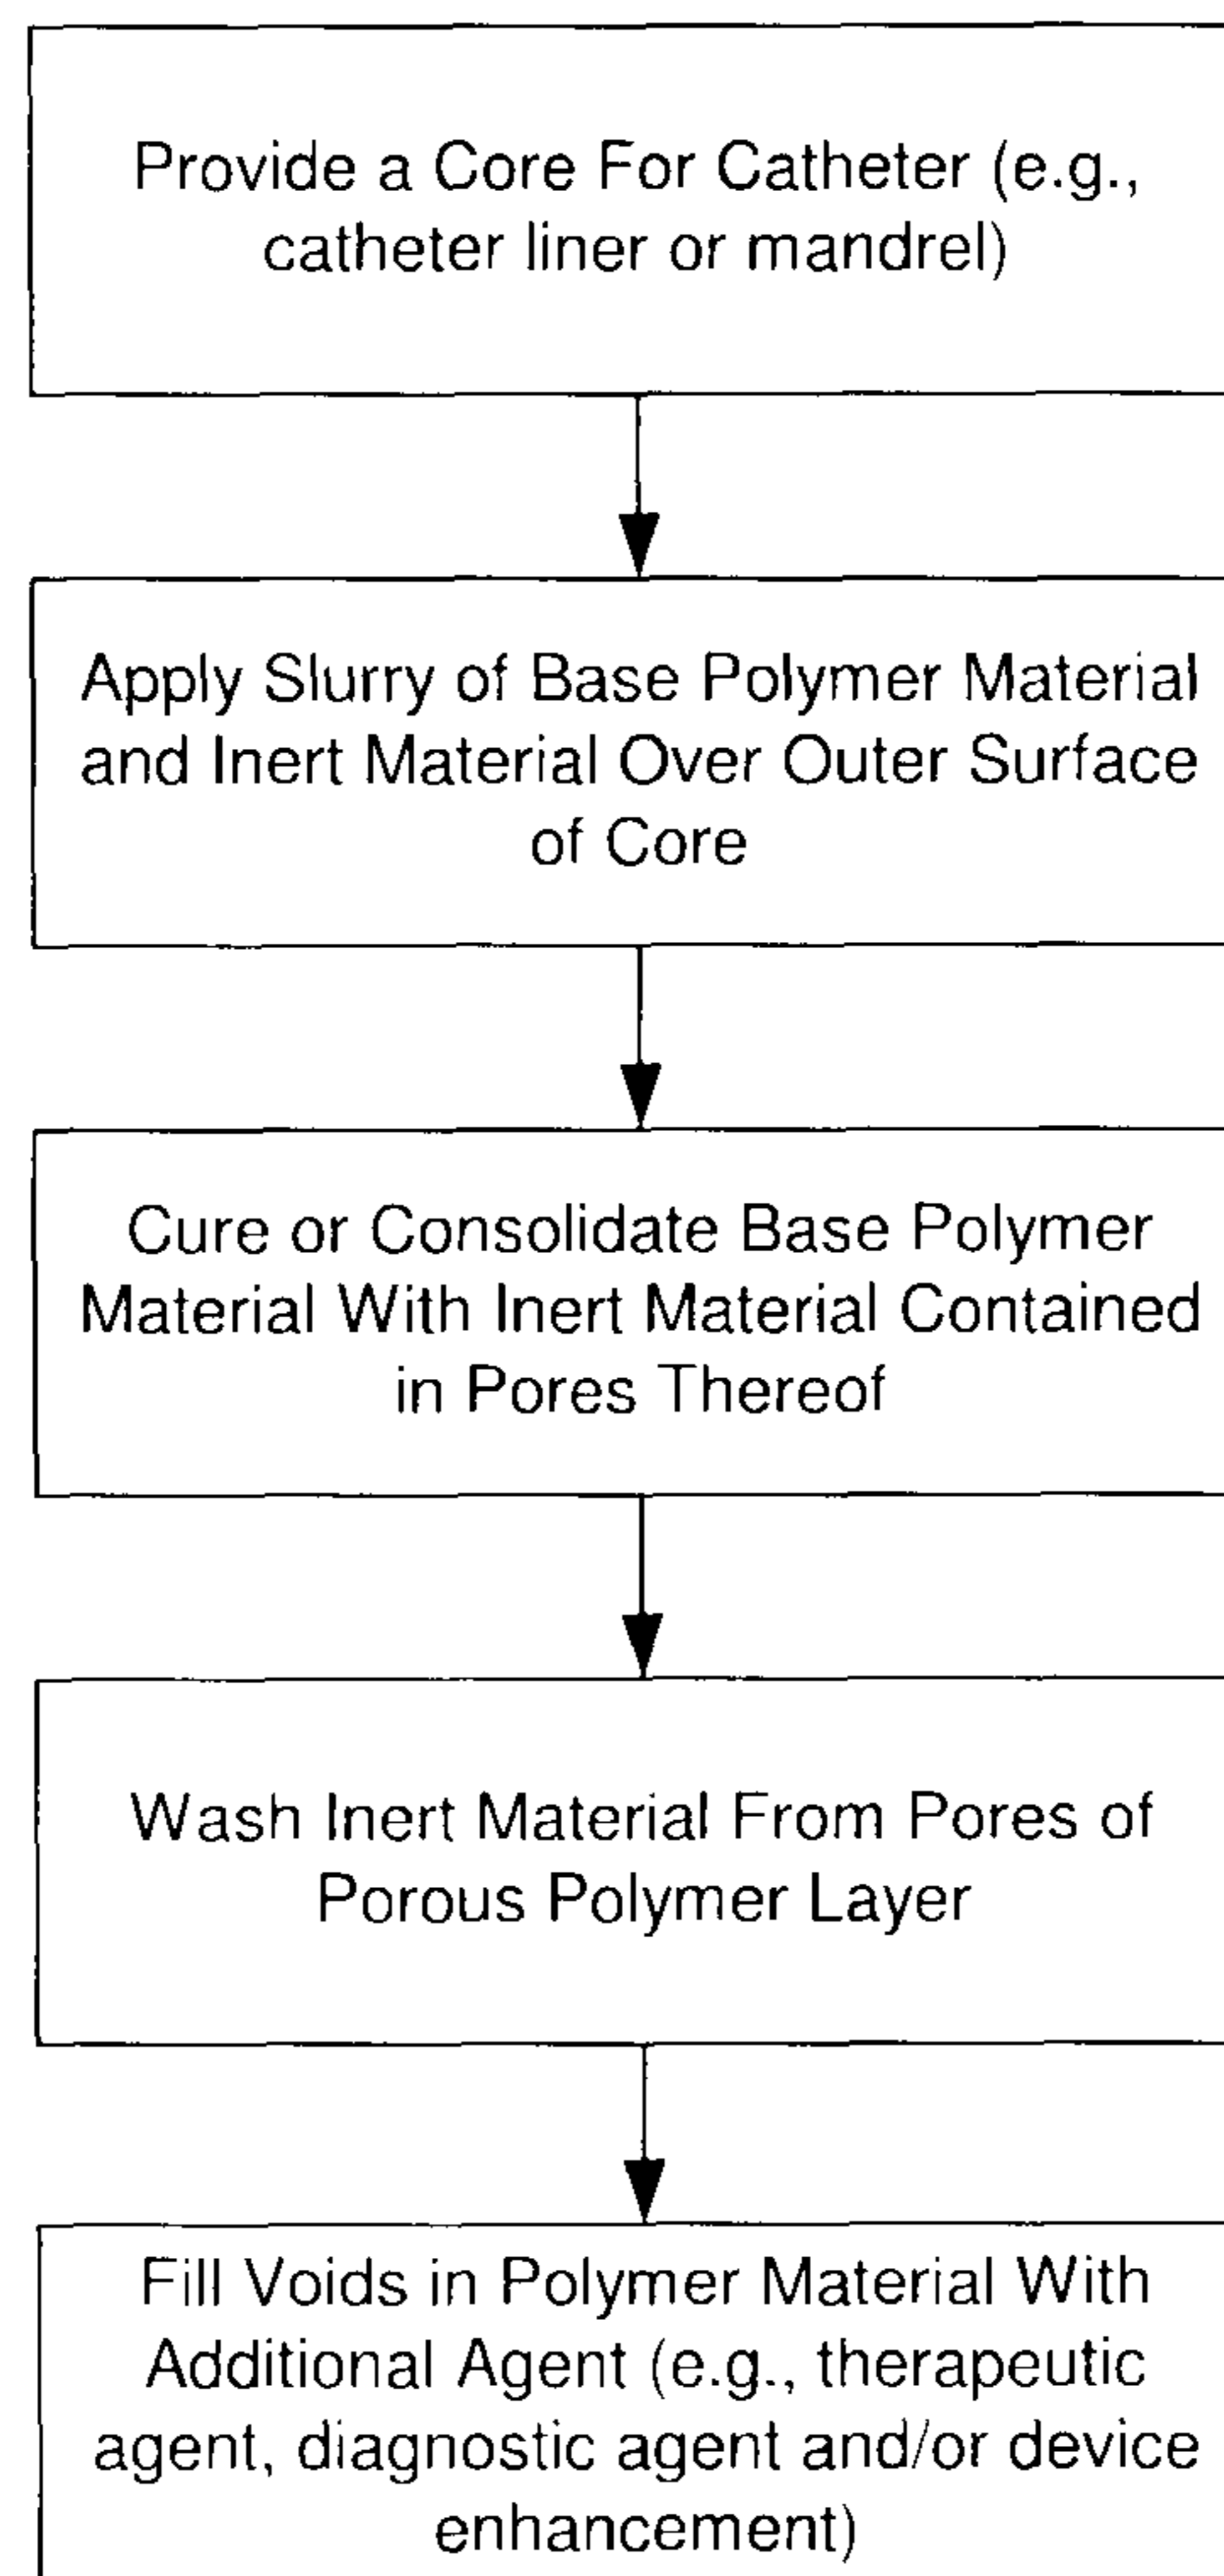 Provide a Core For Catheter (e.g.,
catheter liner or mandrel)
Apply Slurry of Base Polymer Material
and Inert Material Over Outer Surface
of Core
Cure or Consolidate Base Polymer
Material With Inert Material Contained
in Pores Thereof
Wash Inert Material From Pores of
Porous Polymer Layer
Fill Voids in Polymer Material With
Additional Agent (e.g., therapeutic
agent, diagnostic agent and/or device
enhancement)